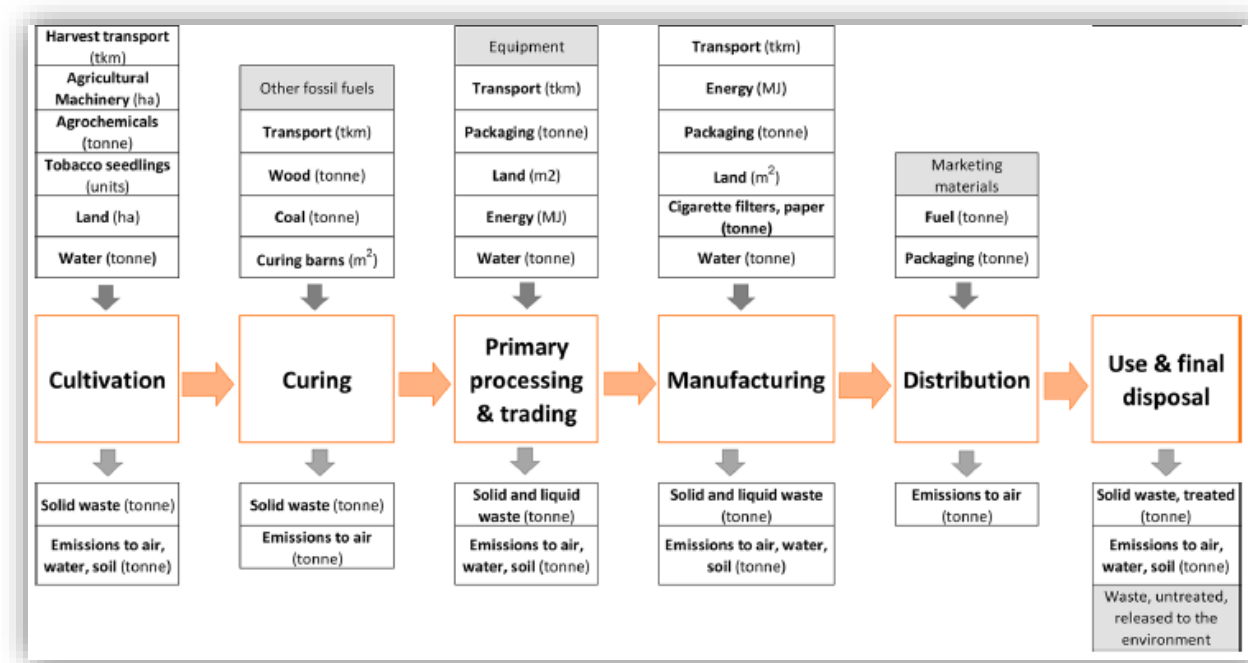 Harvest transport
(tkm)
Agricultural
Machinery (ha)
Agrochemicals
(tonne)
Tobacco seedlings
(units)
Land (ha)
Water (tonne)
Other fossil fuels
Transport (tkm)
Wood (tonne)
Coal (tonne)
Curing barns (m²)
Equipment
Transport (tkm)
Packaging (tonne)
Land (m2)
Energy (MJ)
Water (tonne)
Transport (tkm)
Energy (MJ)
Packaging (tonne)
Land (m²)
Cigarette filters, paper
(tonne)
Water (tonne)
Marketing
materials
Fuel (tonne)
Packaging (tonne)
Cultivation
Curing
Primary
processing
& trading
Manufacturing
Distribution
Use & final
disposal
Solid waste (tonne)
Emissions to air,
water, soil (tonne)
Solid waste (tonne)
Emissions to air
(tonne)
Solid and liquid
waste (tonne)
Emissions to air,
water, soil (tonne)
Solid and liquid waste
(tonne)
Emissions to air, water,
soil (tonne)
Emissions to air
(tonne)
Solid waste, treated
(tonne)
Emissions to air,
water, soil (tonne)
Waste, untreated,
released to the
environment